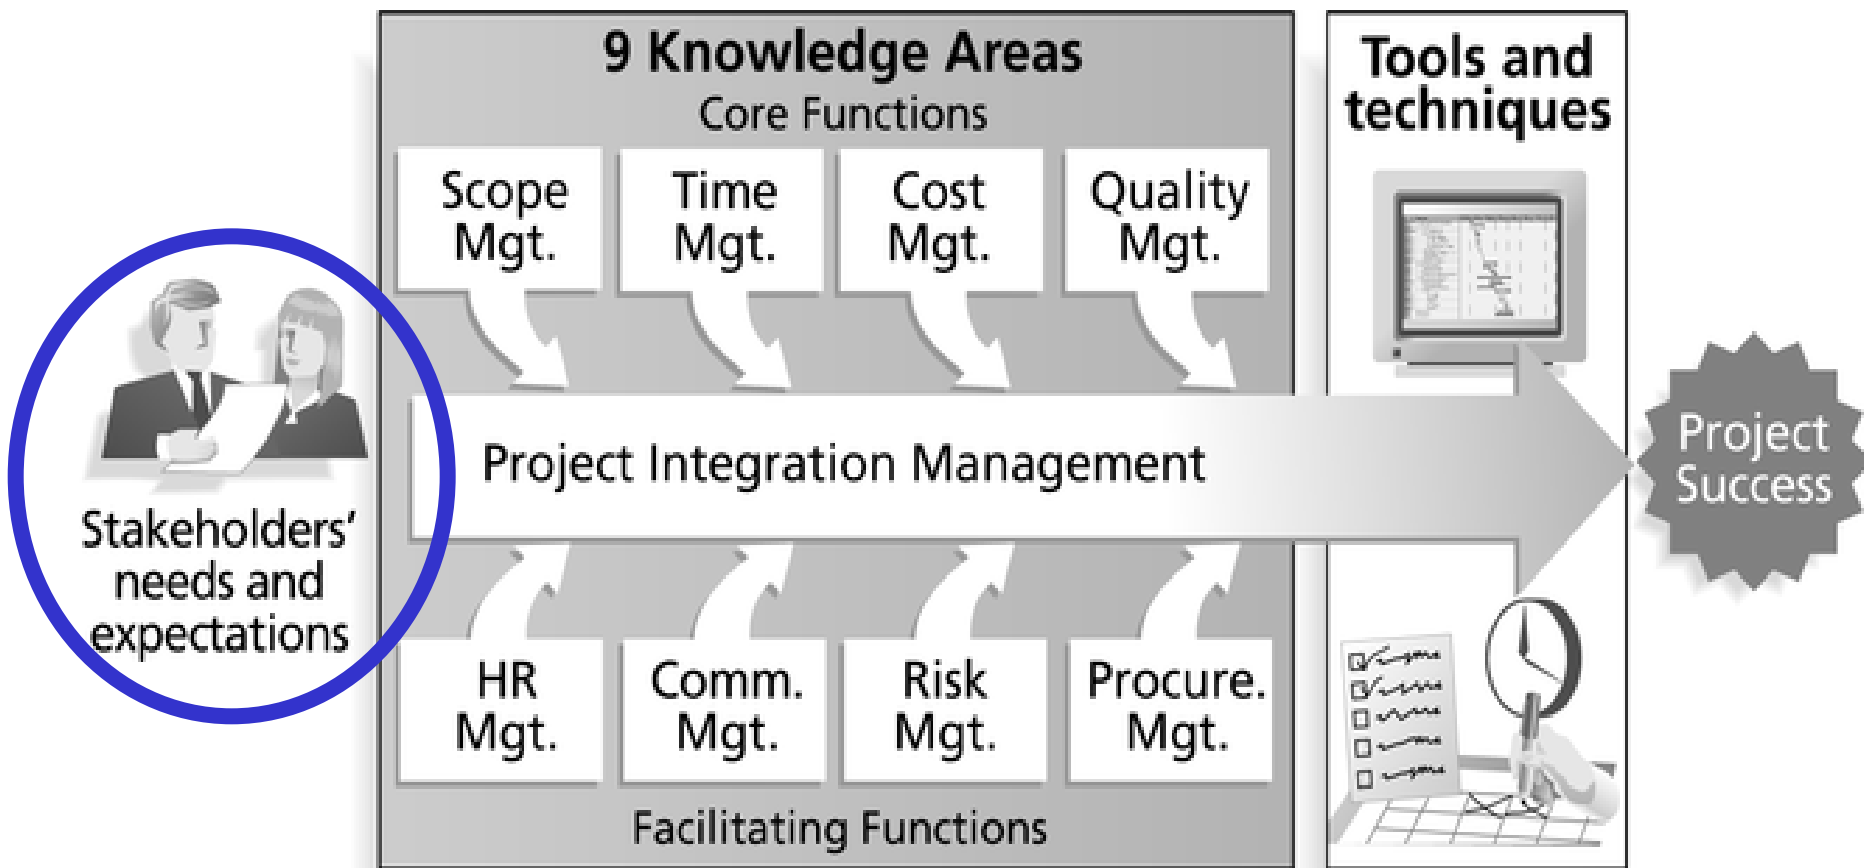 9 Knowledge Areas
Core Functions
Scope
Mgt.
Time
Mgt.
Cost
Mgt.
Quality
Mgt.
Stakeholders’
needs and
expectations
Project Integration Management
HR
Mgt.
Comm.
Mgt.
Risk
Mgt.
Procure.
Mgt.
Facilitating Functions
Tools and
techniques
Project
Success